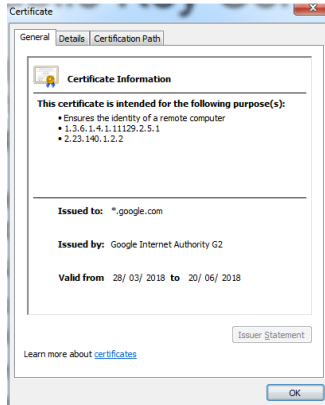 Certificate
General Details Certification Path
Certificate Information
This certificate is intended for the following purpose(s):
• Ensures the identity of a remote computer
• 1.3.6.1.4.1.11129.2.5.1
• 2.23.140.1.2.2
Issued to: *.google.com
Issued by: Google Internet Authority G2
Valid from 28/ 03/ 2018 to 20/ 06/ 2018
Issuer Statement
Learn more about certificates
OK